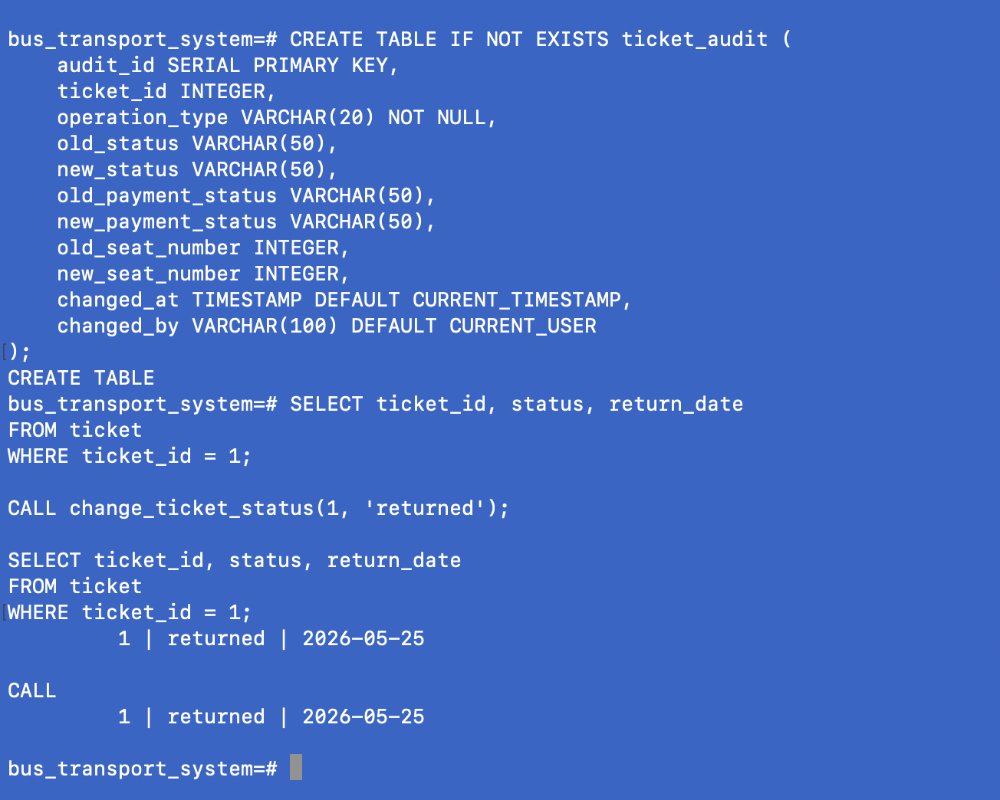 bus_transport_system=# CREATE TABLE IF NOT EXISTS ticket_audit (
    audit_id SERIAL PRIMARY KEY,
    ticket_id INTEGER,
    operation_type VARCHAR(20) NOT NULL,
    old_status VARCHAR(50),
    new_status VARCHAR(50),
    old_payment_status VARCHAR(50),
    new_payment_status VARCHAR(50),
    old_seat_number INTEGER,
    new_seat_number INTEGER,
    changed_at TIMESTAMP DEFAULT CURRENT_TIMESTAMP,
    changed_by VARCHAR(100) DEFAULT CURRENT_USER
);
CREATE TABLE
bus_transport_system=# SELECT ticket_id, status, return_date
FROM ticket
WHERE ticket_id = 1;

CALL change_ticket_status(1, 'returned');

SELECT ticket_id, status, return_date
FROM ticket
WHERE ticket_id = 1;
         1 | returned | 2026-05-25

CALL
         1 | returned | 2026-05-25

bus_transport_system=#